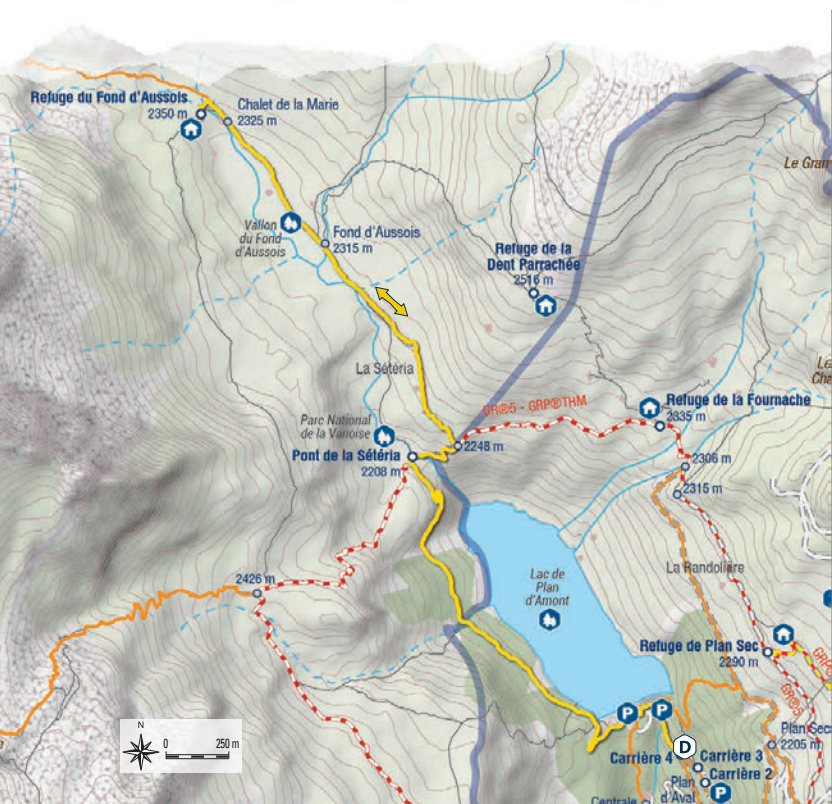 Refuge du Fond d'Aussois
2350 m
Chalet de la Marie
2325 m
Le Gran
Vallon
du Fond
d'Aussois
Fond d'Aussois
2315 m
Refuge de la
Dent Parrachée
2516 m
La Sétéria
Le
Cha
GR®5 - GRP®THM
Refuge de la Fournache
2335 m
Parc National
de la Vanoise
Pont de la Sétéria
2208 m
2248 m
2306 m
2315 m
La Randolière
2426 m
Lac de
Plan
d'Amont
Refuge de Plan Sec
2290 m
GRP®
GR®5
N
0 250 m
P
P
D
Carrière 4
Carrière 3
Carrière 2
Plan
d'Aval
P
Plan Sec
2205 m
Centrale